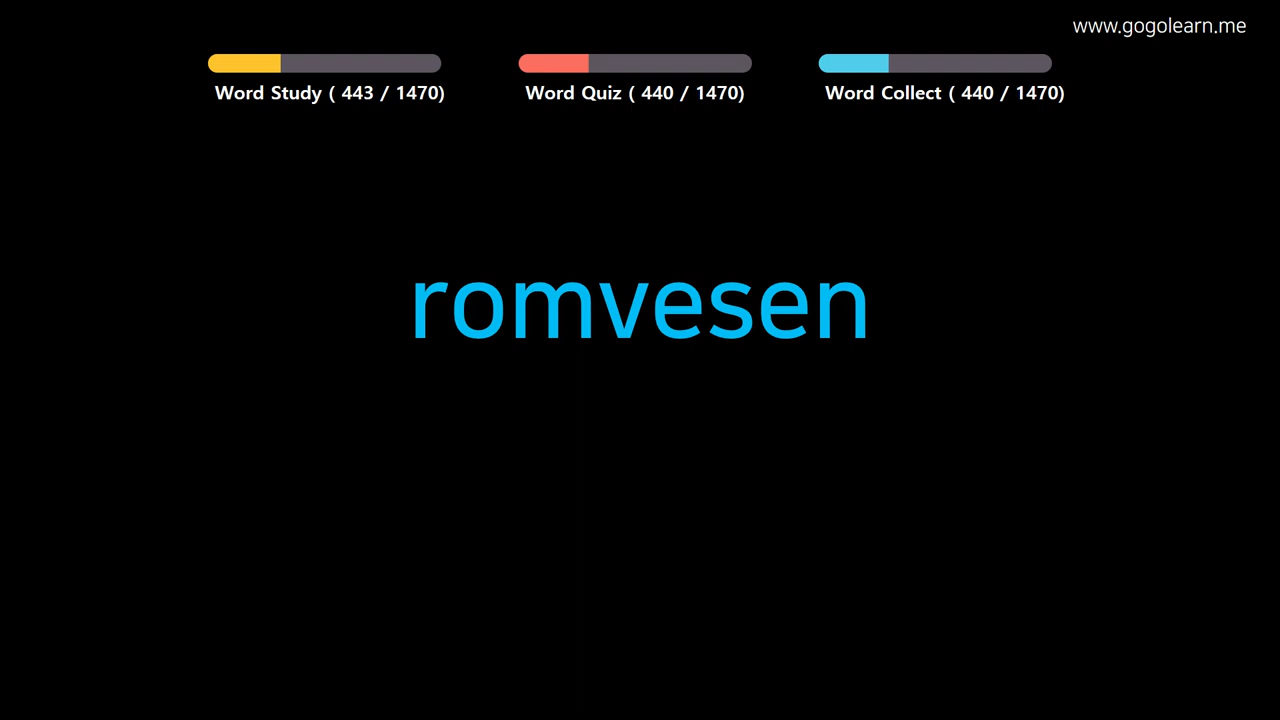 www.gogolearn.me
Word Study ( 443 / 1470)
Word Quiz ( 440 / 1470)
Word Collect ( 440 / 1470)
romvesen